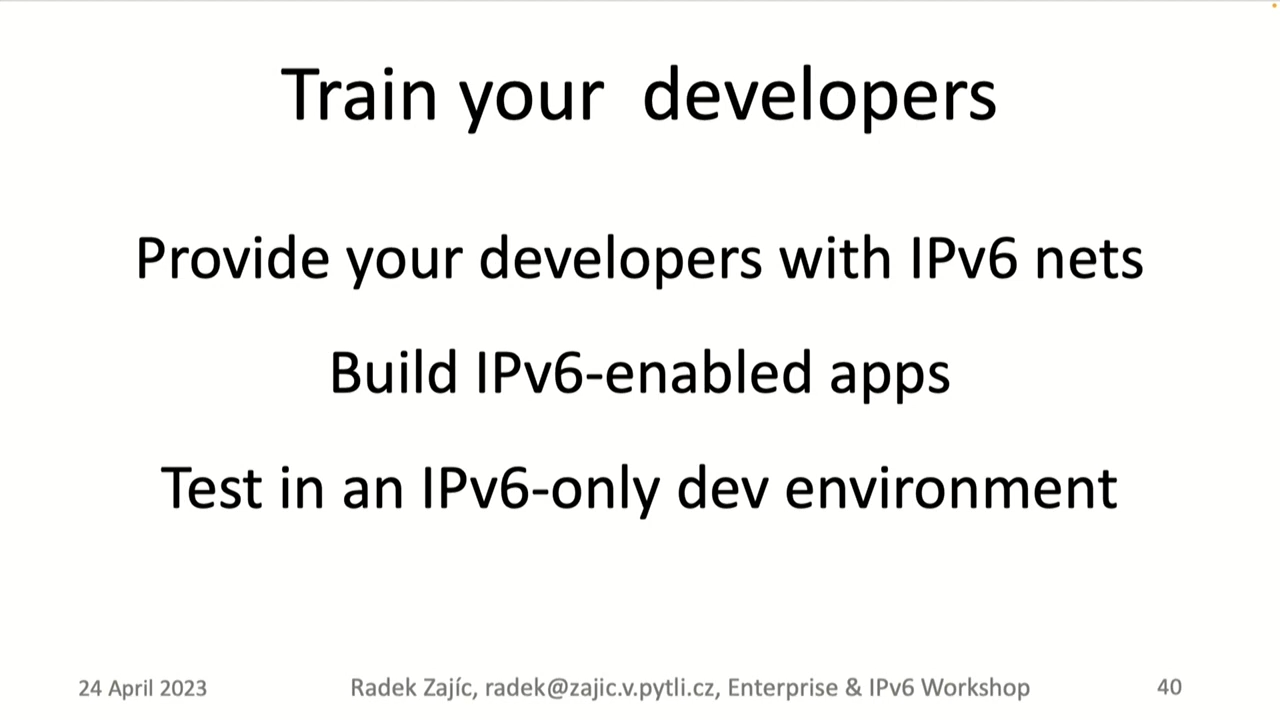 Train your  developers
Provide your developers with IPv6 nets
Build IPv6-enabled apps
Test in an IPv6-only dev environment
24 April 2023
Radek Zajíc, radek@zajic.v.pytli.cz, Enterprise & IPv6 Workshop
40